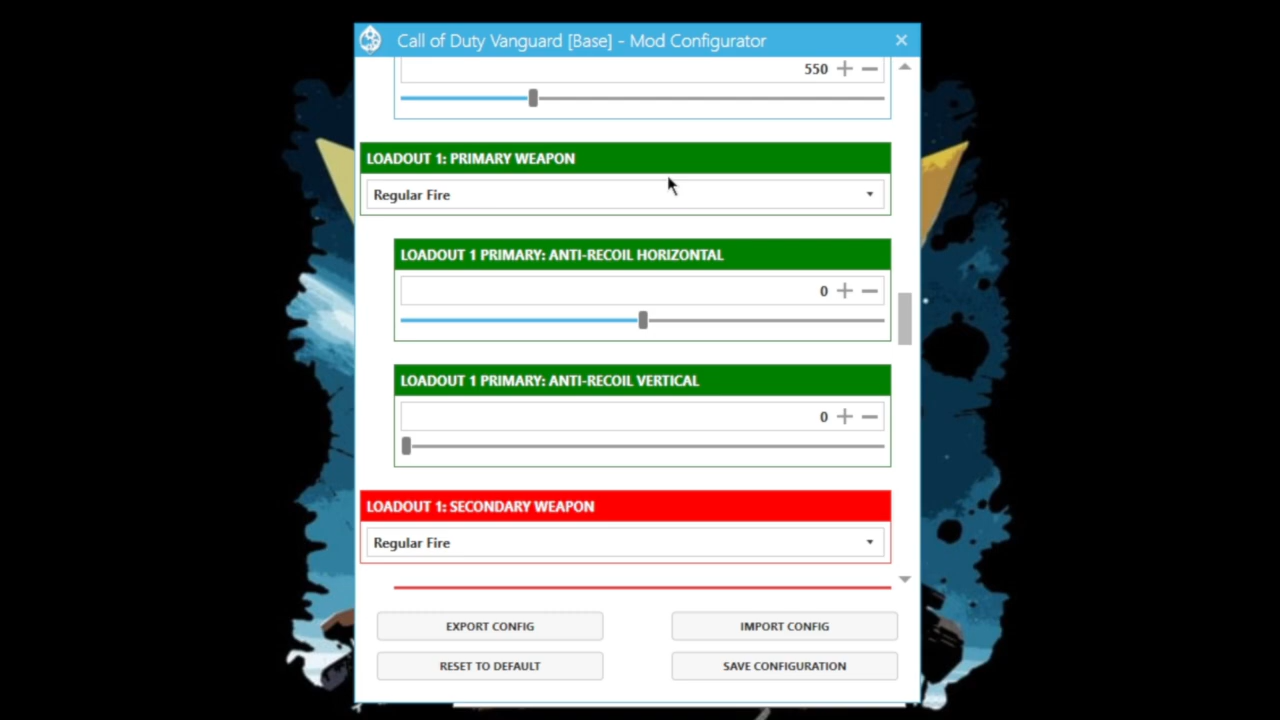 Call of Duty Vanguard [Base] - Mod Configurator
550
LOADOUT 1: PRIMARY WEAPON
Regular Fire
LOADOUT 1 PRIMARY: ANTI-RECOIL HORIZONTAL
0
LOADOUT 1 PRIMARY: ANTI-RECOIL VERTICAL
0
LOADOUT 1: SECONDARY WEAPON
Regular Fire
EXPORT CONFIG
IMPORT CONFIG
RESET TO DEFAULT
SAVE CONFIGURATION